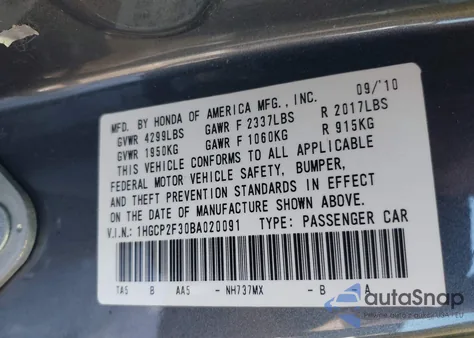 09/'10
MFD. BY HONDA OF AMERICA MFG., INC.
GVWR 4299LBS GAWR F 2337LBS R 2017LBS
GVWR 1950KG GAWR F 1060KG R 915KG
THIS VEHICLE CONFORMS TO ALL APPLICABLE
FEDERAL MOTOR VEHICLE SAFETY, BUMPER,
AND THEFT PREVENTION STANDARDS IN EFFECT
ON THE DATE OF MANUFACTURE SHOWN ABOVE.
V.I.N.: 1HGCP2F30BA020091 TYPE: PASSENGER CAR
TA5 B AA5 - NH737MX - B - A
autoSnap